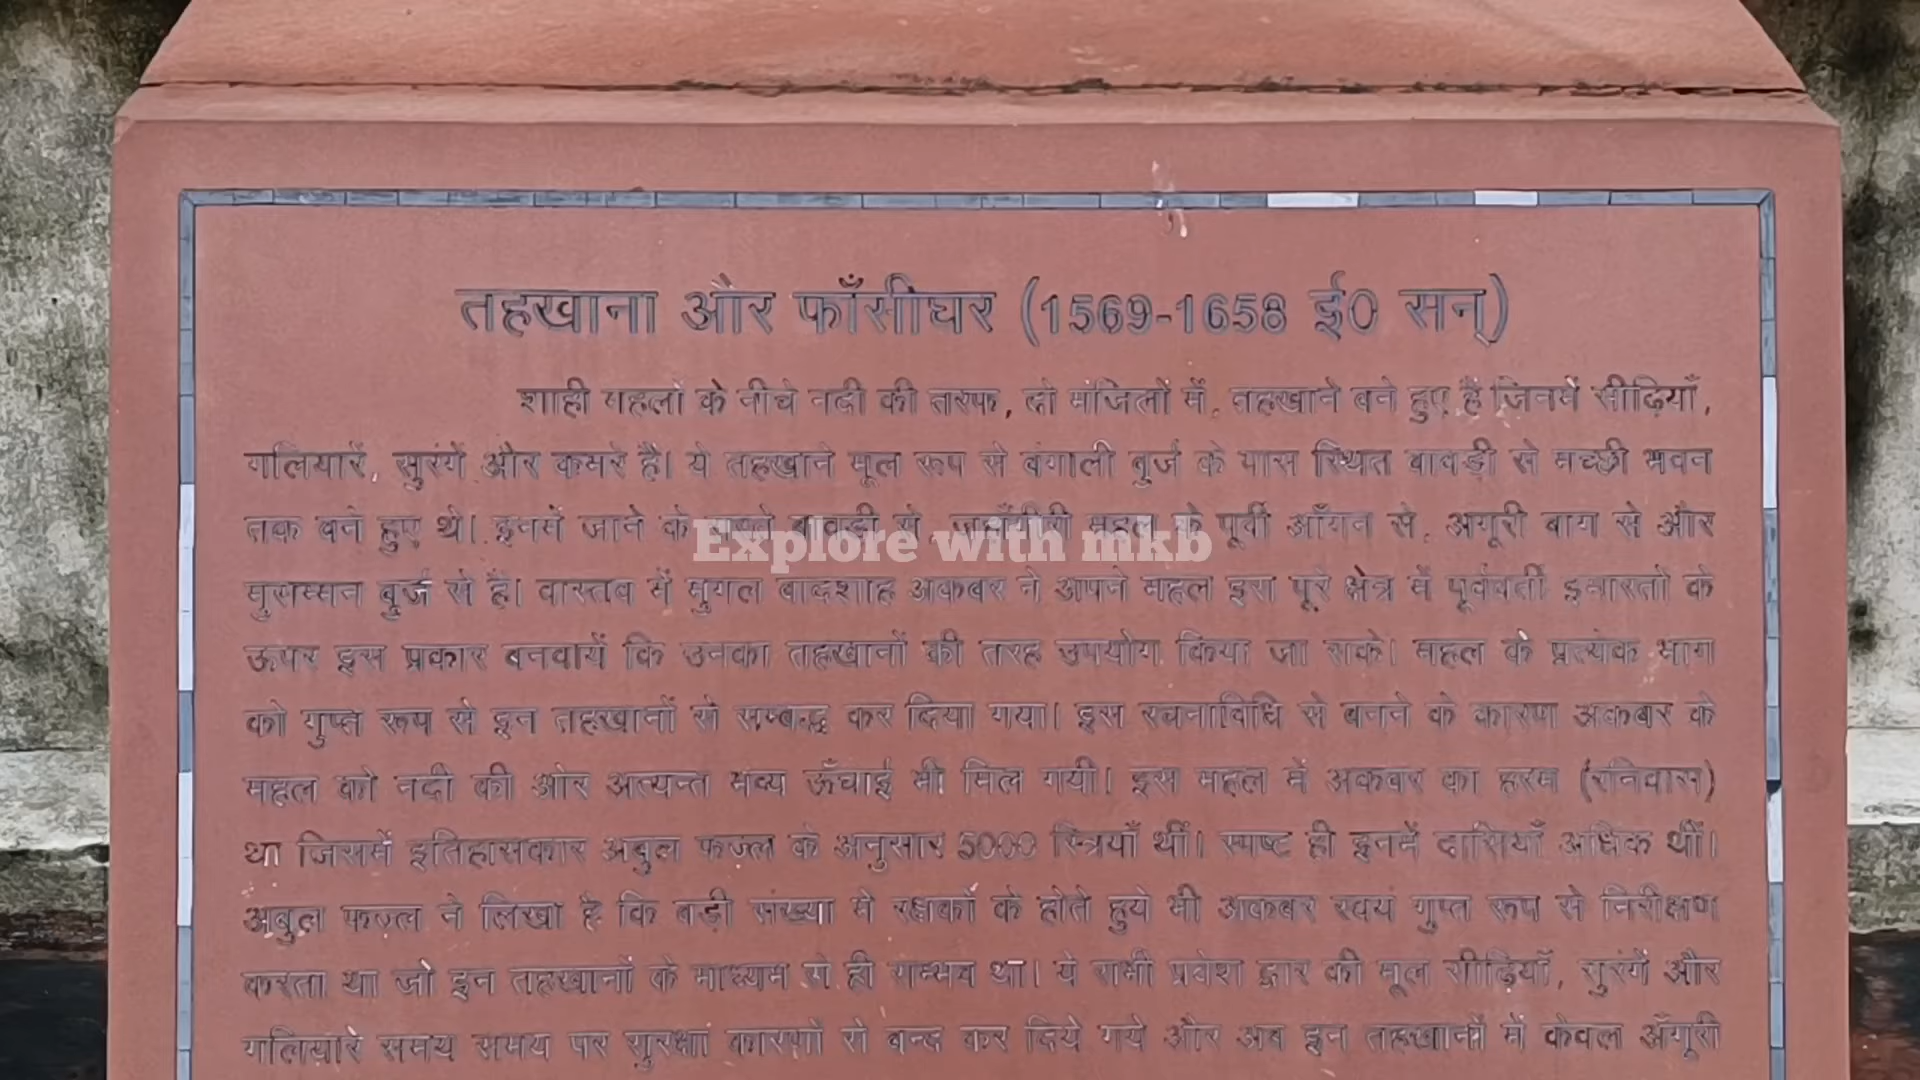 तहखाना और फाँसीघर (1569-1658 ई0 सन्)
शाही महलों के नीचे नदी की तरफ, दो मंजिलों में, तहखाने बने हुए है जिनमें सीढ़ियाँ,
गलियारें, सुरंगें और कमरे है। ये तहखाने मूल रूप से बंगाली बुर्ज के पास स्थित बावड़ी से मच्छी भवन
तक बने हुए थे। इनमें जाने के रास्ते बावड़ी से, जहाँगीरी महल के पूर्वी आँगन से, अंगूरी बाग से और
Explore with mkb
मुसम्मन बुर्ज से है। वास्तव में मुगल बादशाह अकबर ने अपने महल इस पूरे क्षेत्र में पूर्ववर्ती इमारतों के
ऊपर इस प्रकार बनवायें कि उनका तहखानों की तरह उपयोग किया जा सके। महल के प्रत्येक भाग
को गुप्त रूप से इन तहखानों से सम्बद्ध कर दिया गया। इस रचनाविधि से बनने के कारण अकबर के
महल को नदी की ओर अत्यन्त भव्य ऊँचाई भी मिल गयी। इस महल में अकबर का हरम (रनिवास)
था जिसमें इतिहासकार अबुल फज्ल के अनुसार 5000 स्त्रियाँ थीं। स्पष्ट ही इनमें दासियाँ अधिक थीं।
अबुल फज्ल ने लिखा है कि बड़ी संख्या मे रक्षकों के होते हुये भी अकबर स्वयं गुप्त रूप से निरीक्षण
करता था जो इन तहखानों के माध्यम से ही सम्भव था। ये सभी प्रवेश द्वार की मूल सीढ़ियाँ, सुरंगें और
गलियारे समय समय पर सुरक्षा कारणों से बन्द कर दिये गये और अब इन तहखानों में केवल अँगूरी